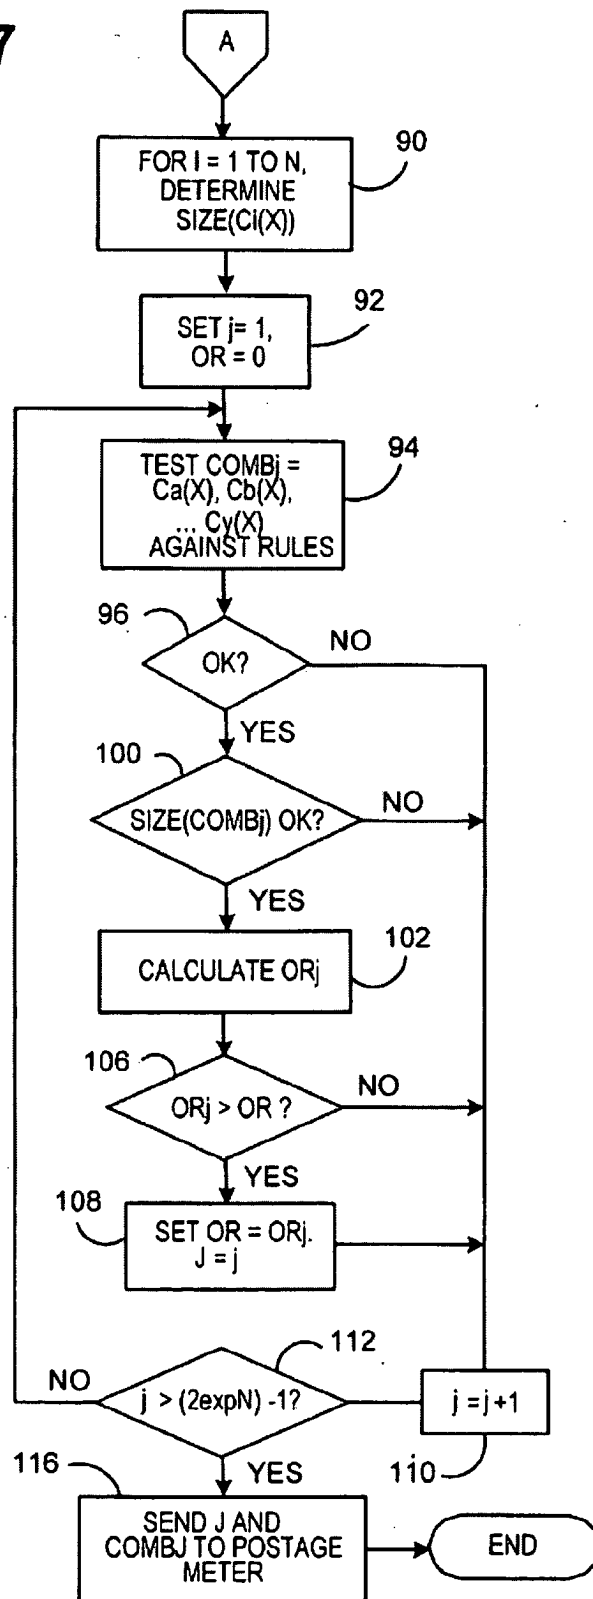 7
A
FOR I = 1 TO N,
DETERMINE
SIZE(Ci(X))
90
SET j= 1,
OR = 0
92
TEST COMBj =
Ca(X), Cb(X),
... Cy(X)
AGAINST RULES
94
96
OK?
NO
YES
100
SIZE(COMBj) OK?
NO
YES
CALCULATE ORj
102
106
ORj > OR ?
NO
YES
108
SET OR = ORj.
J = j
112
NO
j > (2expN) -1?
j =j+1
110
YES
116
SEND J AND
COMBJ TO POSTAGE
METER
END